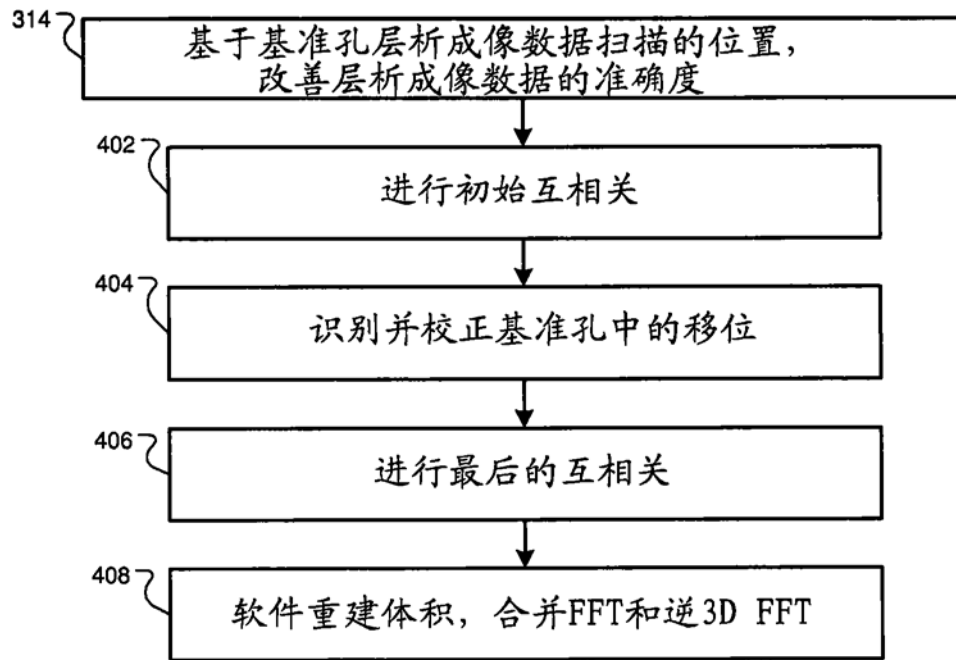 314
基于基准孔层析成像数据扫描的位置，
改善层析成像数据的准确度
402
进行初始互相关
404
识别并校正基准孔中的移位
406
进行最后的互相关
408
软件重建体积，合并FFT和逆3D FFT